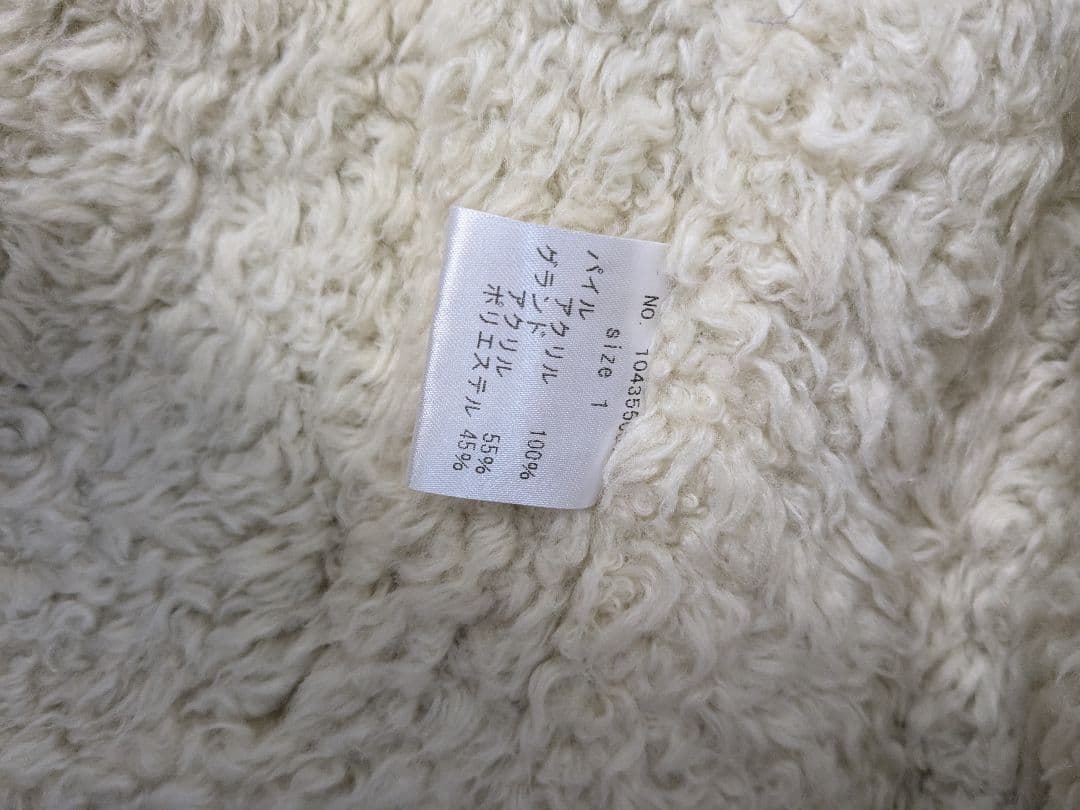 NO. 104355
size 1
パイル
アクリル 100%
グランド
アクリル 55%
ポリエステル 45%